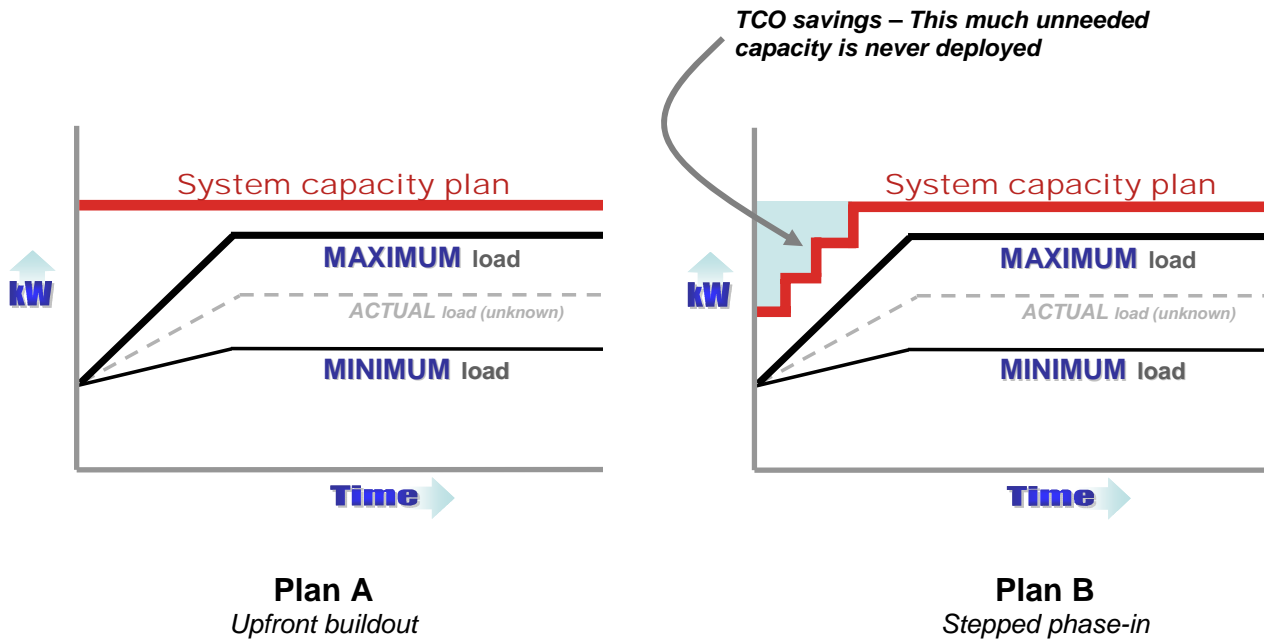 TCO savings – This much unneeded
capacity is never deployed
System capacity plan
MAXIMUM load
kW
ACTUAL load (unknown)
MINIMUM load
Time
Plan A
Upfront buildout
System capacity plan
MAXIMUM load
kW
ACTUAL load (unknown)
MINIMUM load
Time
Plan B
Stepped phase-in